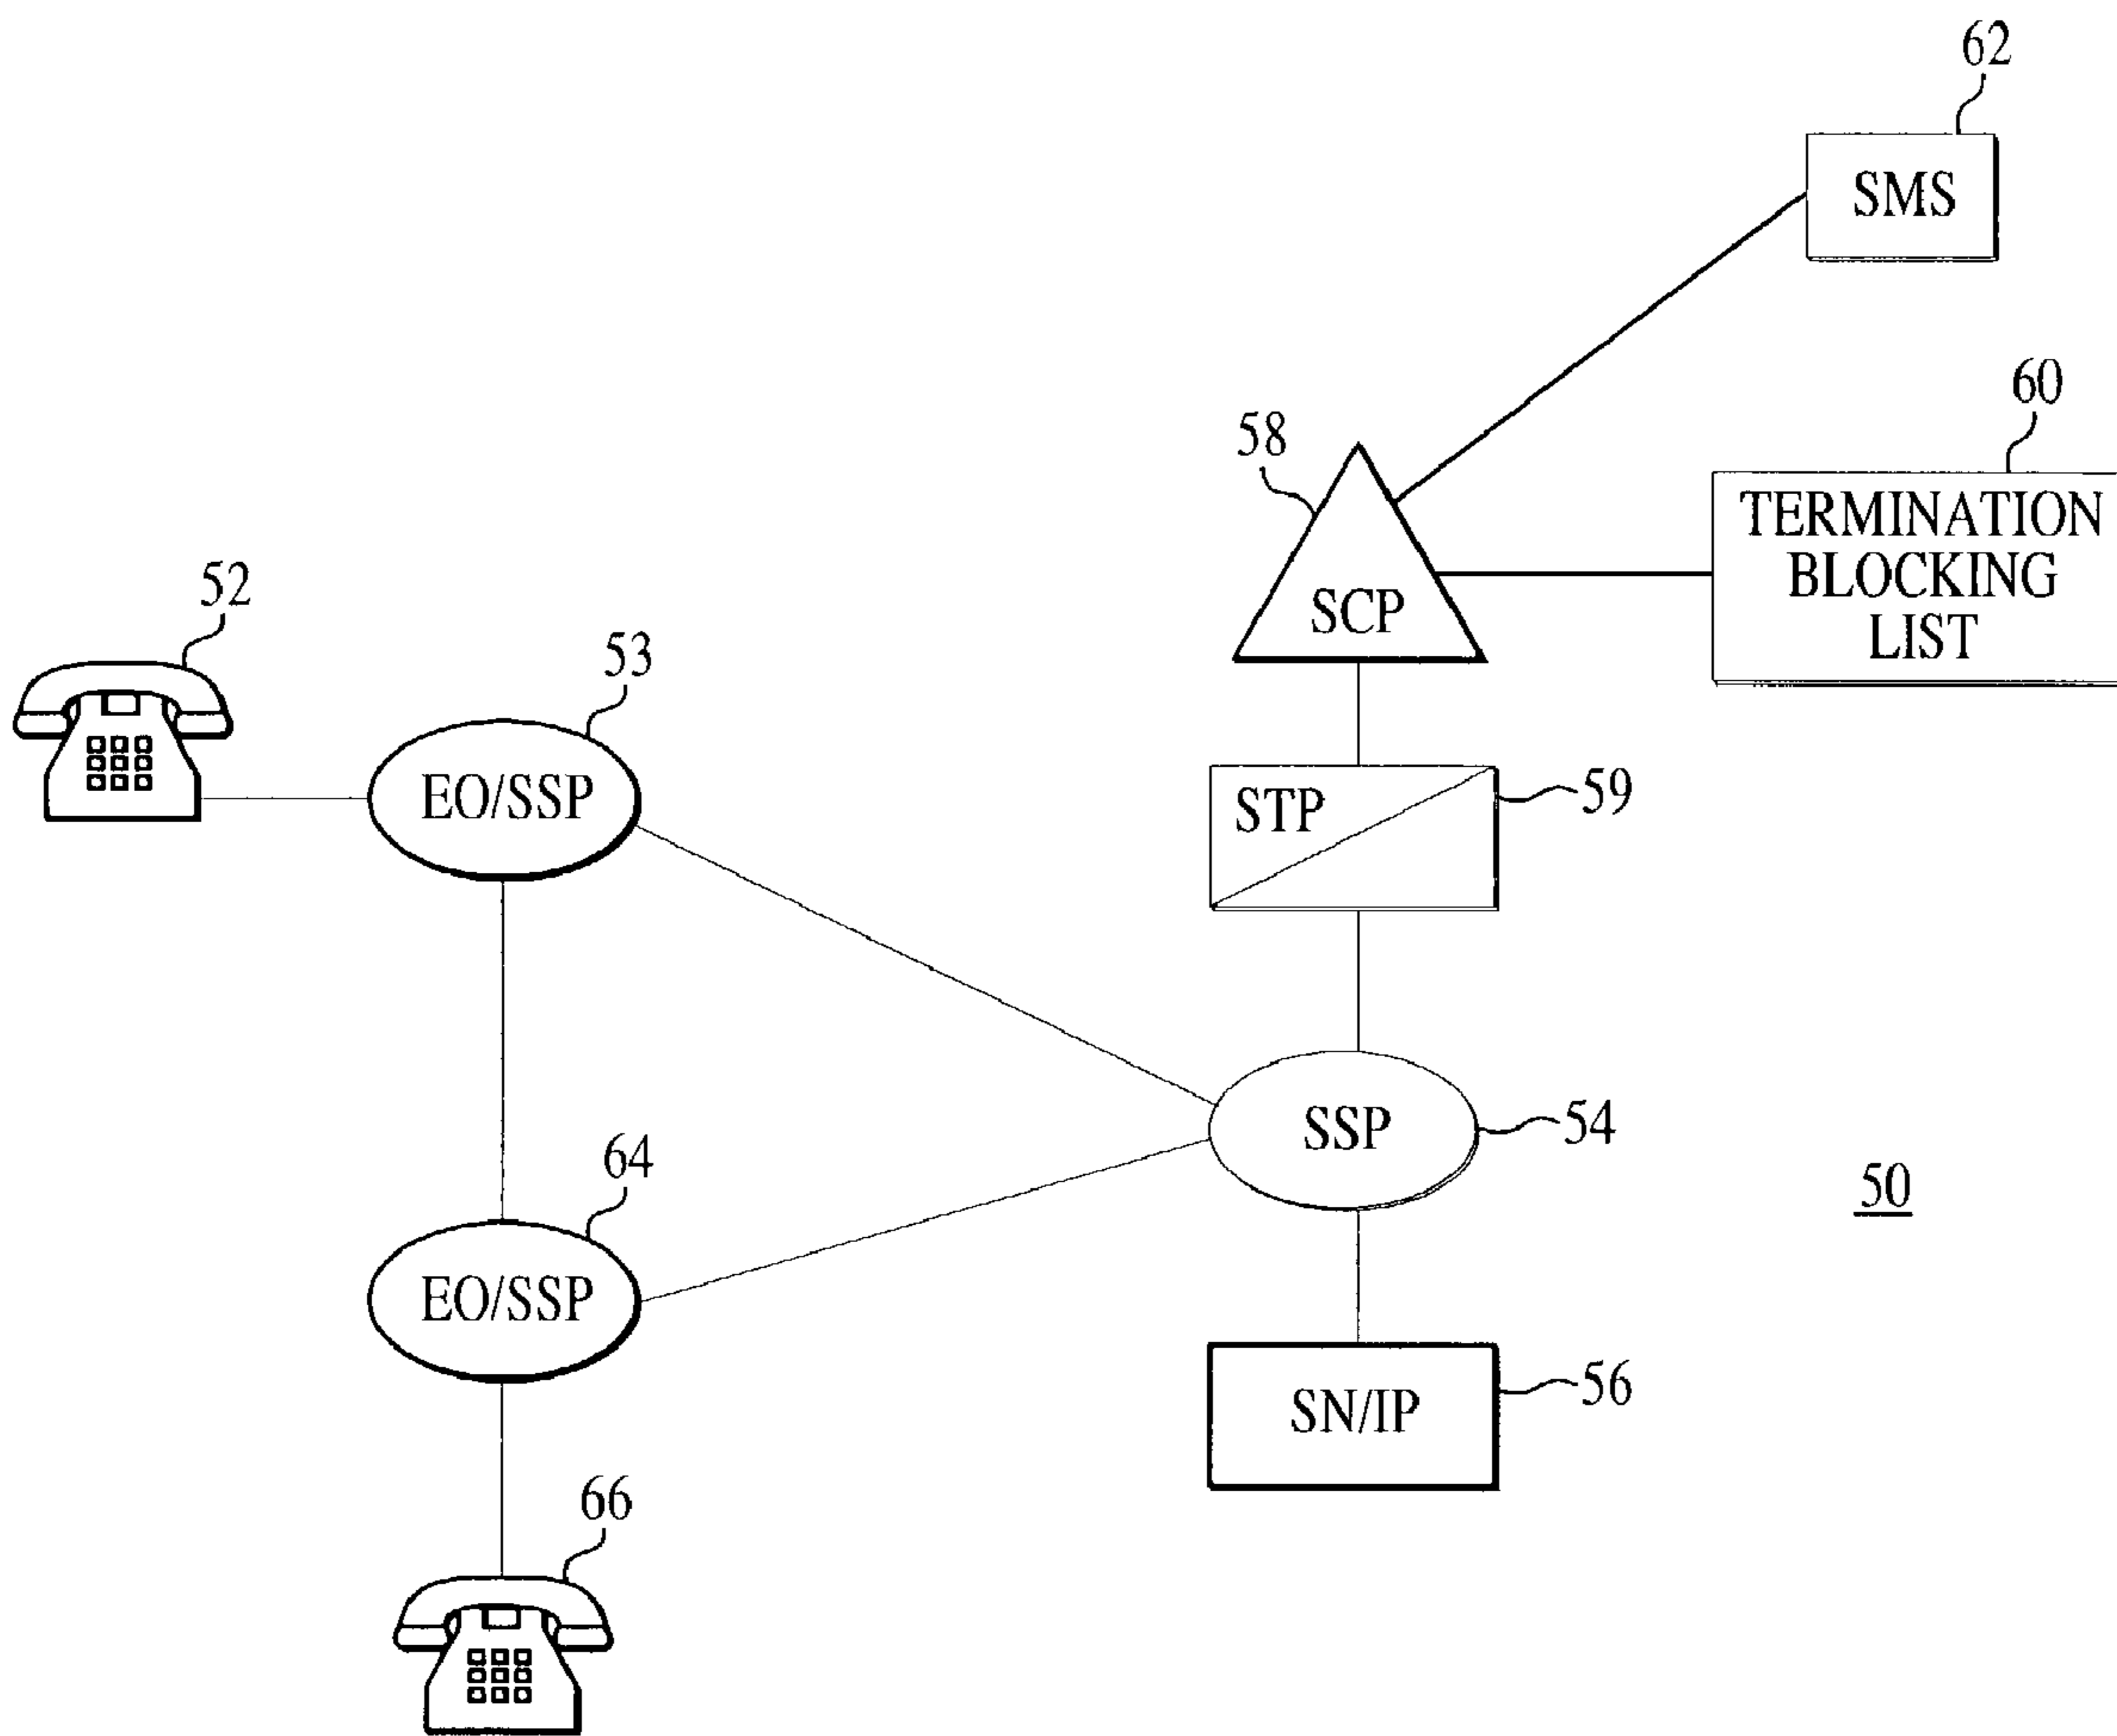 62
SMS
60
TERMINATION
BLOCKING
LIST
58
SCP
52
53
EO/SSP
STP
59
SSP
54
64
EO/SSP
50
SN/IP
56
66